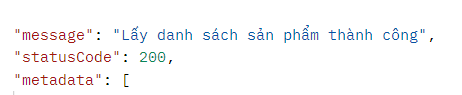 "message": "Lấy danh sách sản phẩm thành công",
"statusCode": 200,
"metadata": [